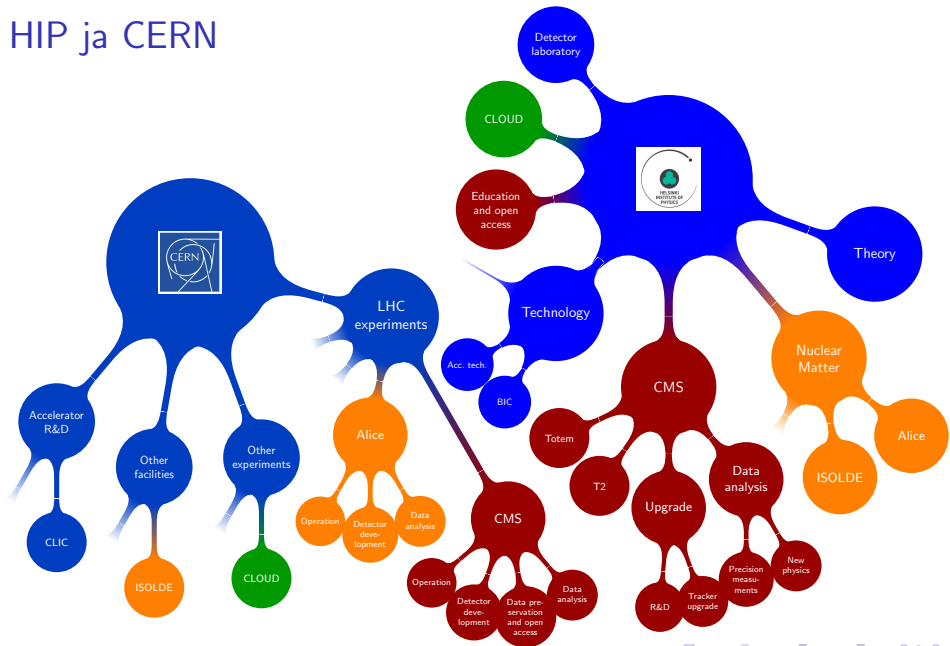 HIP ja CERN
Detector
laboratory
CLOUD
Education
and open
access
HELSINKI
INSTITUTE OF
PHYSICS
Theory
Technology
Acc. tech.
BIC
CMS
Totem
T2
Upgrade
R&D
Tracker
upgrade
Data
analysis
Precision
measu-
ments
New
physics
Nuclear
Matter
ISOLDE
Alice
CERN
LHC
experiments
Accelerator
R&D
CLIC
Other
facilities
ISOLDE
Other
experiments
CLOUD
Alice
Operation
Detector
deve-
lopment
Data
analysis
CMS
Operation
Detector
deve-
lopment
Data pre-
servation
and open
access
Data
analysis